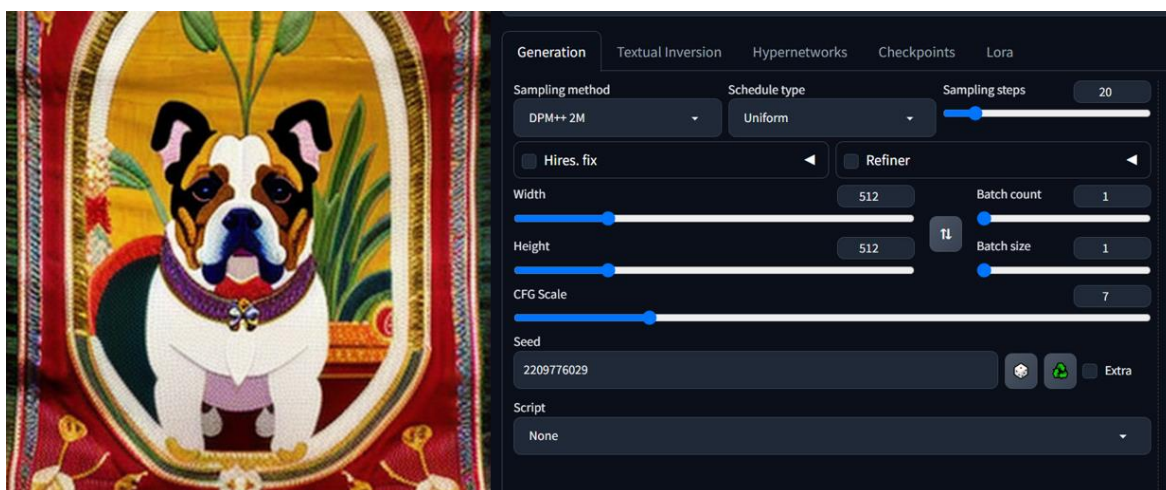 Generation Textual Inversion Hypernetworks Checkpoints Lora
Sampling method Schedule type Sampling steps 20
DPM++ 2M Uniform
Hires. fix Refiner
Width 512 Batch count 1
Height 512 Batch size 1
CFG Scale 7
Seed
2209776029 Extra
Script
None